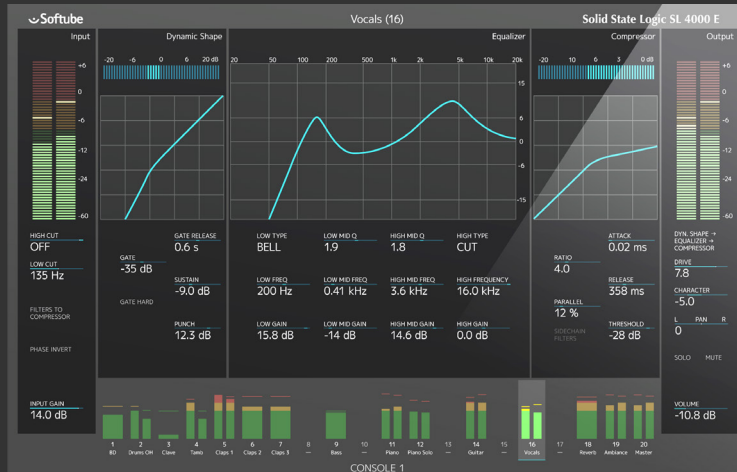 Softube
Vocals (16)
Solid State Logic SL 4000 E
Input
Dynamic Shape
Equalizer
Compressor
Output
-20 -6 0 6 20 dB
20 50 100 200 500 1k 2k 5k 10k 20k
-20 10 6 3 0 dB
+6
0
-6
-12
-24
-60
15
6
0
-6
-15
+6
0
-6
-12
-24
-60
HIGH CUT
OFF
LOW CUT
135 Hz
FILTERS TO
COMPRESSOR
PHASE INVERT
INPUT GAIN
14.0 dB
GATE
-35 dB
GATE HARD
GATE RELEASE
0.6 s
SUSTAIN
-9.0 dB
PUNCH
12.3 dB
LOW TYPE LOW MID Q HIGH MID Q HIGH TYPE
BELL 1.9 1.8 CUT
LOW FREQ LOW MID FREQ HIGH MID FREQ HIGH FREQUENCY
200 Hz 0.41 kHz 3.6 kHz 16.0 kHz
LOW GAIN LOW MID GAIN HIGH MID GAIN HIGH GAIN
15.8 dB -14 dB 14.6 dB 0.0 dB
RATIO
4.0
PARALLEL
12 %
SIDECHAIN
FILTERS
ATTACK
0.02 ms
RELEASE
358 ms
THRESHOLD
-28 dB
DYN. SHAPE →
EQUALIZER →
COMPRESSOR
DRIVE
7.8
CHARACTER
-5.0
L PAN R
0
SOLO MUTE
VOLUME
-10.8 dB
1 2 3 4 5 6 7 8 9 10 11 12 13 14 15 16 17 18 19 20
BD Drums OH Clave Tamb Claps 1 Claps 2 Claps 3 — Bass — Piano Piano Solo — Guitar — Vocals — Reverb Ambiance Master
CONSOLE 1